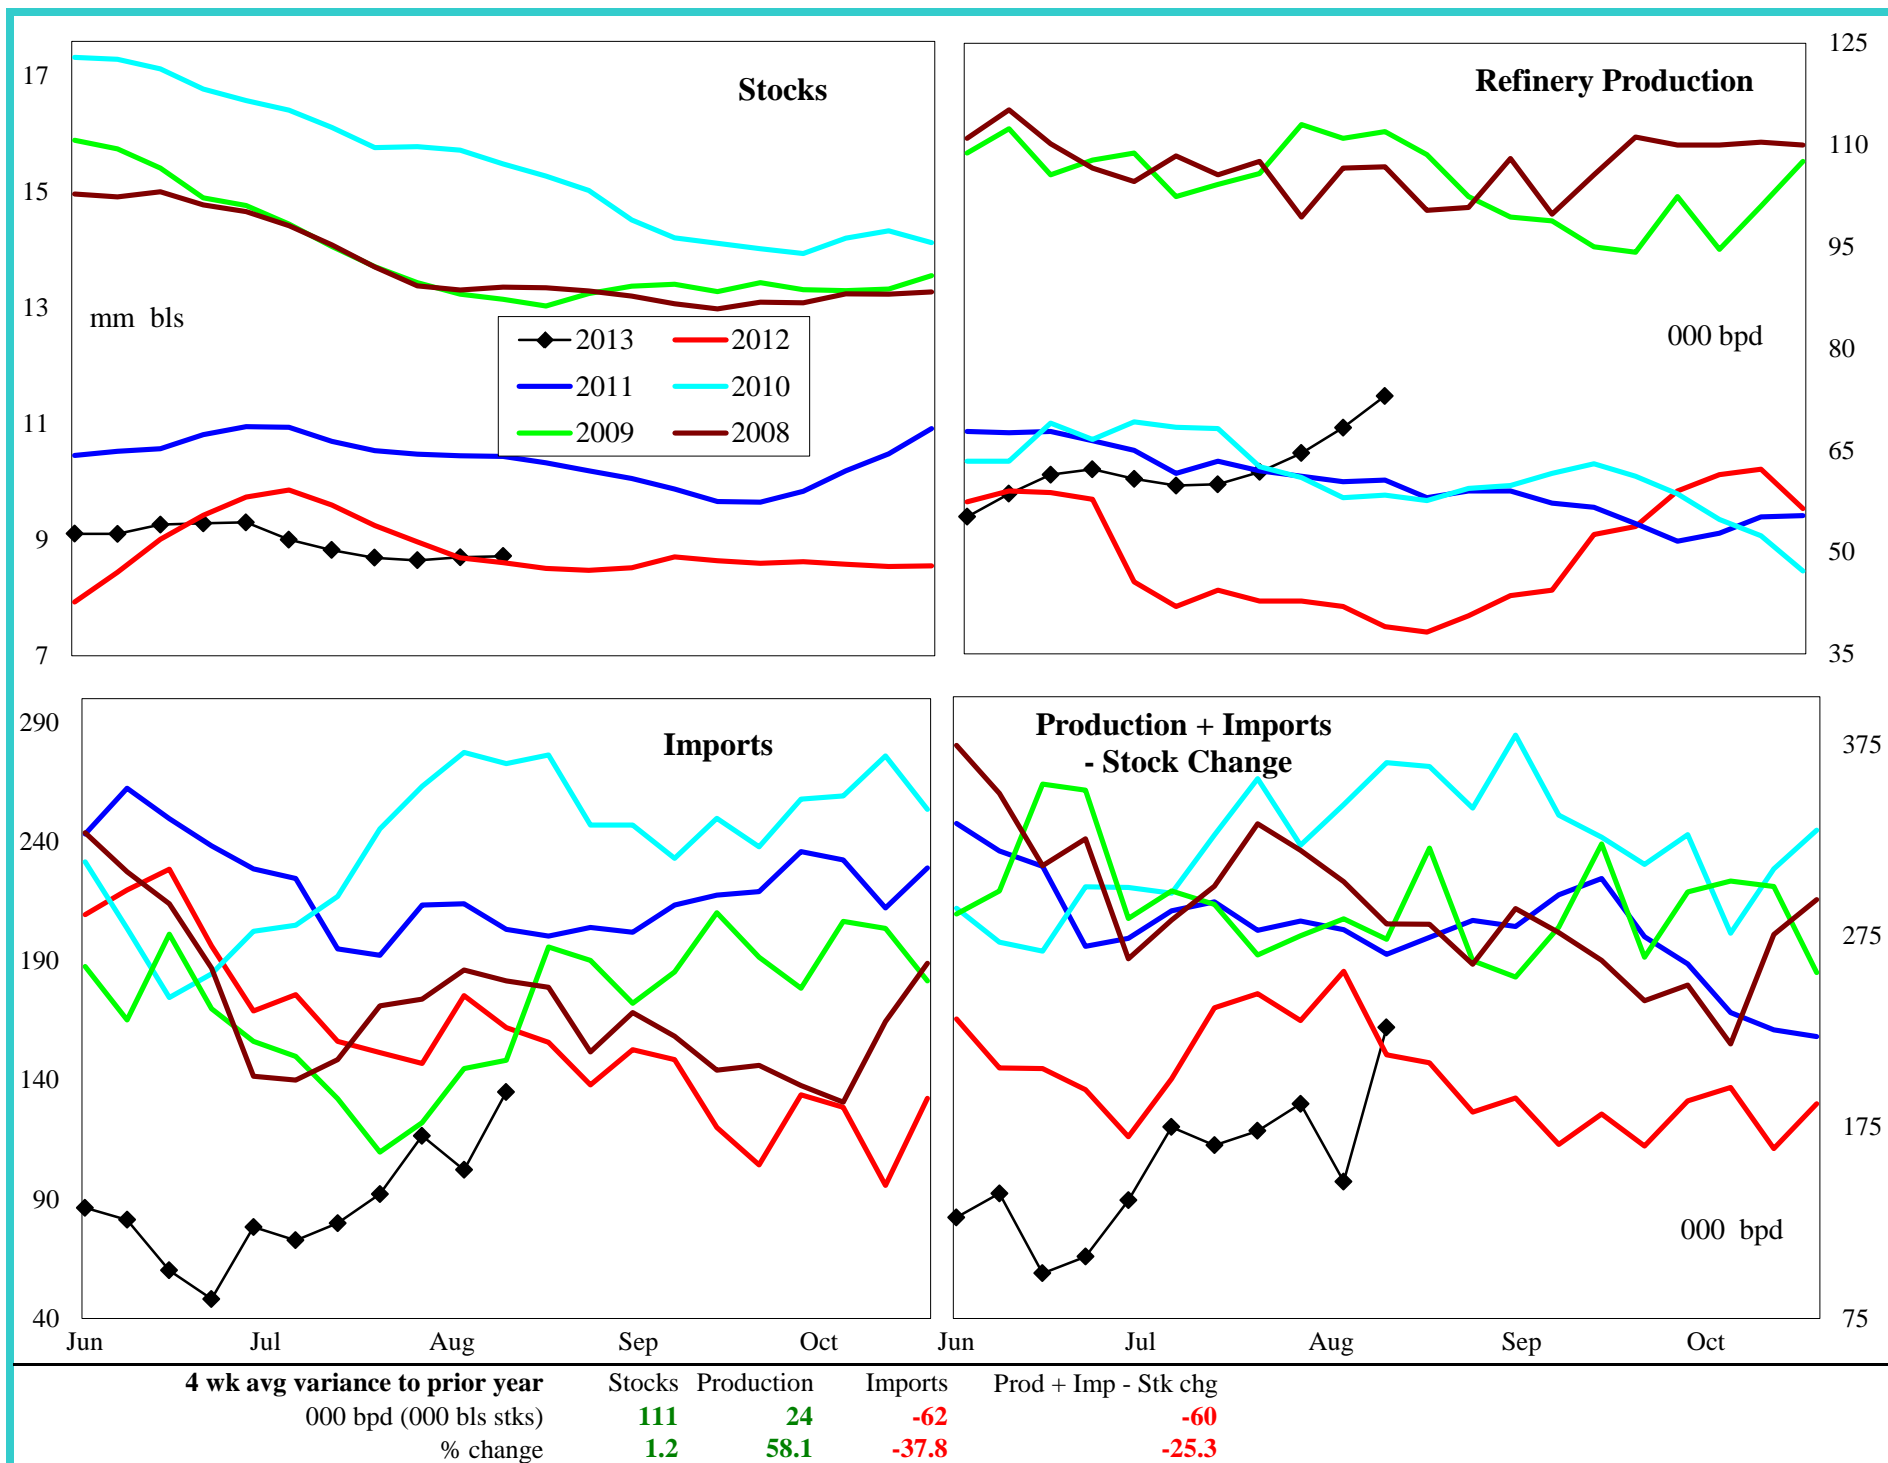 Stocks
17
15
13
11
9
7
mm bls
2013
2012
2011
2010
2009
2008
Refinery Production
125
110
95
80
65
50
35
000 bpd
Imports
290
240
190
140
90
40
Jun Jul Aug Sep Oct
Production + Imports
- Stock Change
375
275
175
75
000 bpd
Jun Jul Aug Sep Oct
4 wk avg variance to prior year Stocks Production Imports Prod + Imp - Stk chg
000 bpd (000 bls stks) 111 24 -62 -60
% change 1.2 58.1 -37.8 -25.3